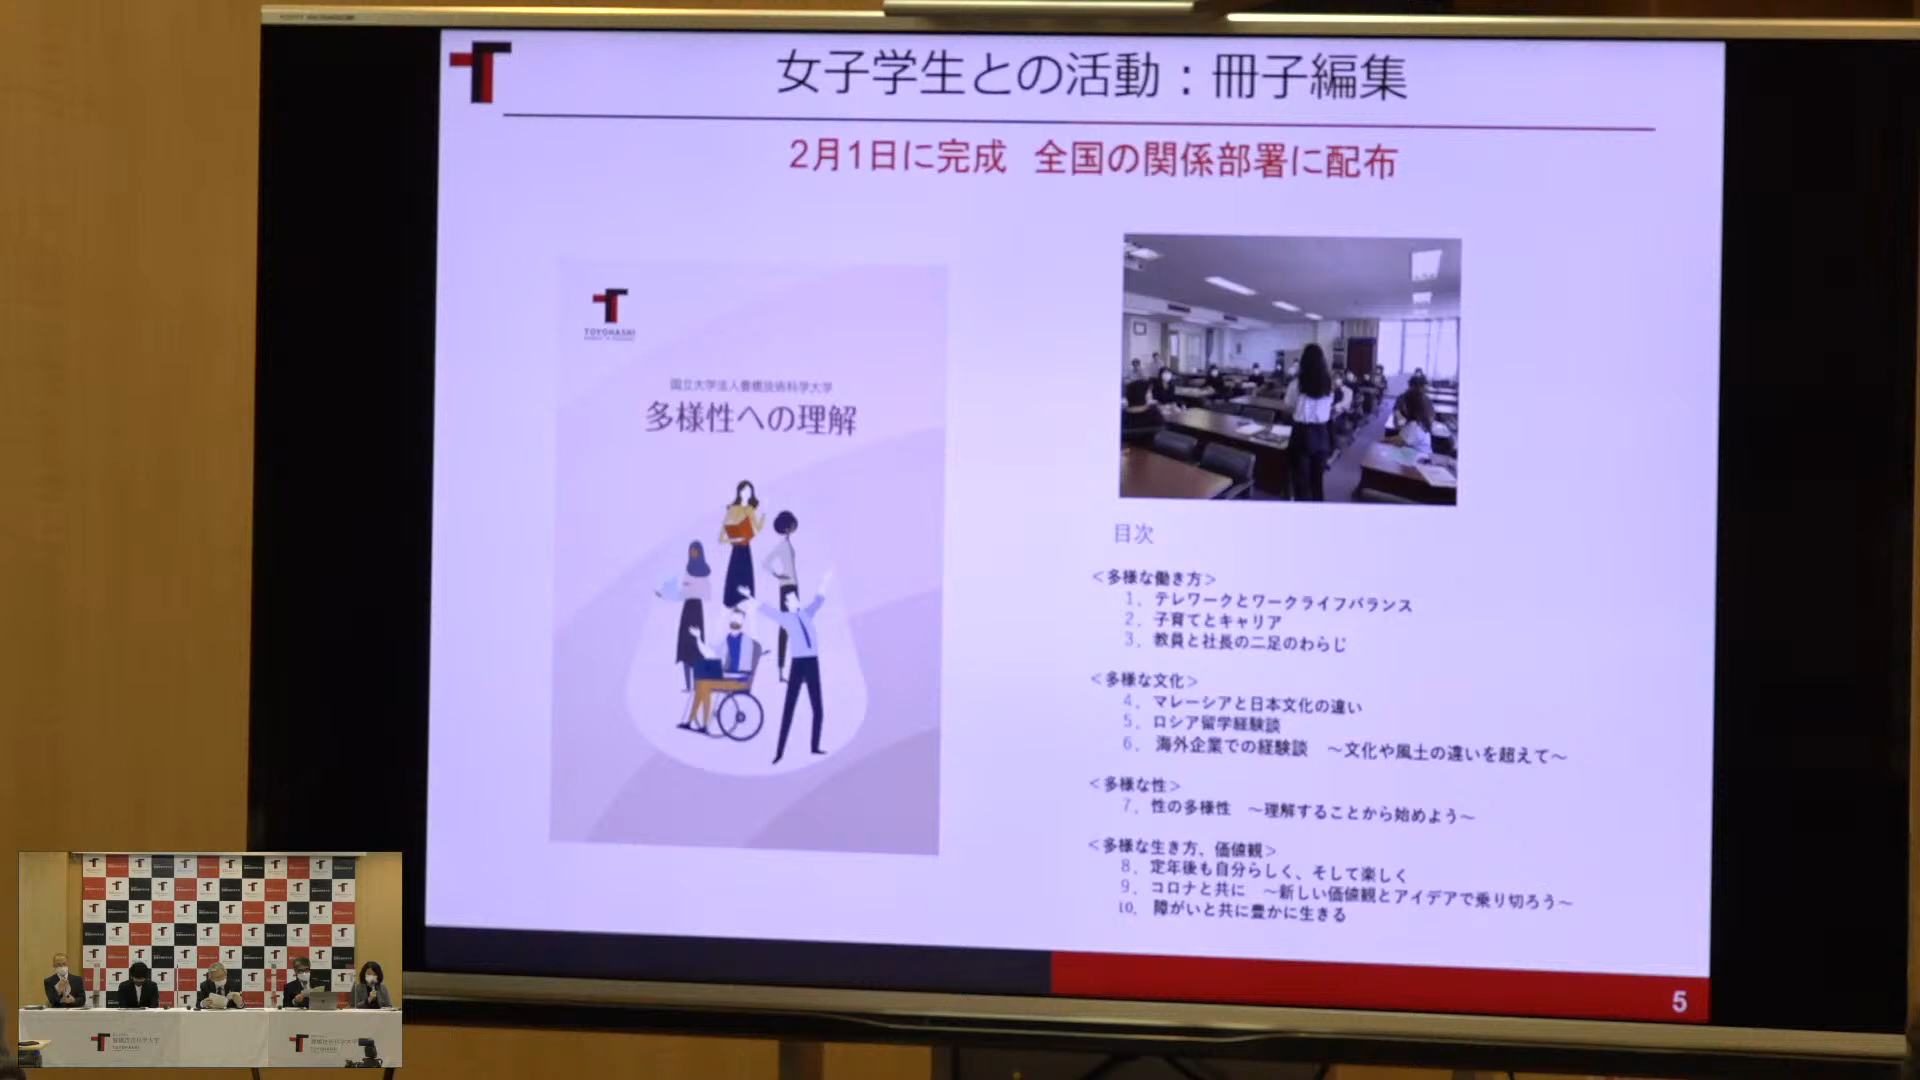 女子学生との活動：冊子編集
2月1日に完成 全国の関係部署に配布
TOYOHASHI
国立大学法人豊橋技術科学大学
多様性への理解
目次
＜多様な働き方＞
1. テレワークとワークライフバランス
2. 子育てとキャリア
3. 教員と社長の二足のわらじ
＜多様な文化＞
4. マレーシアと日本文化の違い
5. ロシア留学経験談
6. 海外企業での経験談 ～文化や風土の違いを超えて～
＜多様な性＞
7. 性の多様性 ～理解することから始めよう～
＜多様な生き方、価値観＞
8. 定年後も自分らしく、そして楽しく
9. コロナと共に ～新しい価値観とアイデアで乗り切ろう～
10. 障がいと共に豊かに生きる
5